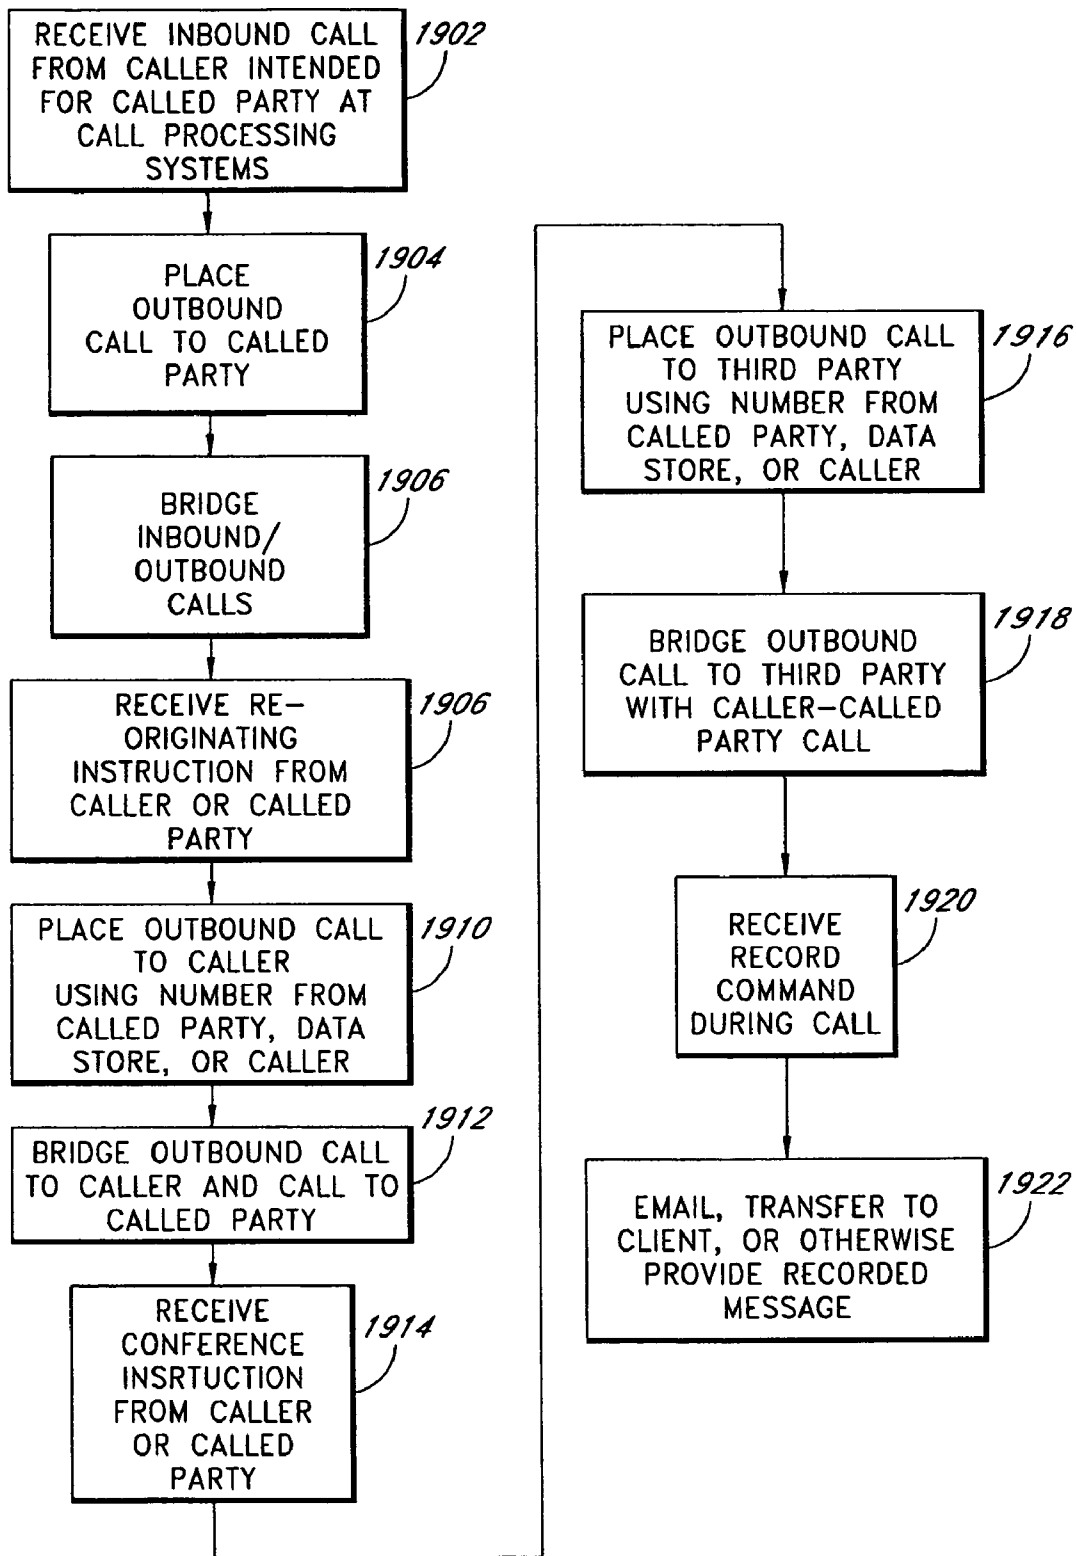 RECEIVE INBOUND CALL
FROM CALLER INTENDED
FOR CALLED PARTY AT
CALL PROCESSING
SYSTEMS
1902
PLACE
OUTBOUND
CALL TO CALLED
PARTY
1904
BRIDGE
INBOUND/
OUTBOUND
CALLS
1906
RECEIVE RE-
ORIGINATING
INSTRUCTION FROM
CALLER OR CALLED
PARTY
1906
PLACE OUTBOUND CALL
TO CALLER
USING NUMBER FROM
CALLED PARTY, DATA
STORE, OR CALLER
1910
BRIDGE OUTBOUND CALL
TO CALLER AND CALL TO
CALLED PARTY
1912
RECEIVE
CONFERENCE
INSRTUCTION
FROM CALLER
OR CALLED
PARTY
1914
PLACE OUTBOUND CALL
TO THIRD PARTY
USING NUMBER FROM
CALLED PARTY, DATA
STORE, OR CALLER
1916
BRIDGE OUTBOUND
CALL TO THIRD PARTY
WITH CALLER-CALLED
PARTY CALL
1918
RECEIVE
RECORD
COMMAND
DURING CALL
1920
EMAIL, TRANSFER TO
CLIENT, OR OTHERWISE
PROVIDE RECORDED
MESSAGE
1922